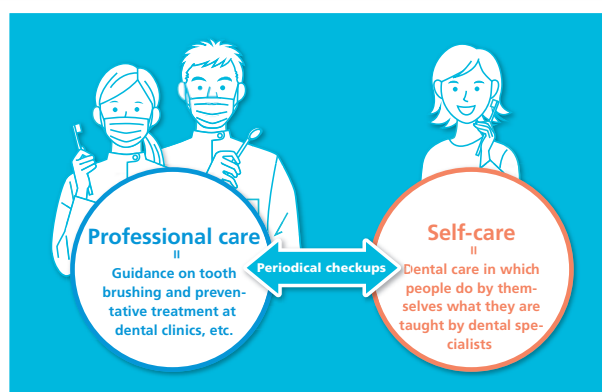 Professional care
=
Guidance on tooth
brushing and preven-
tative treatment at
dental clinics, etc.
Periodical checkups
Self-care
=
Dental care in which
people do by them-
selves what they are
taught by dental spe-
cialists